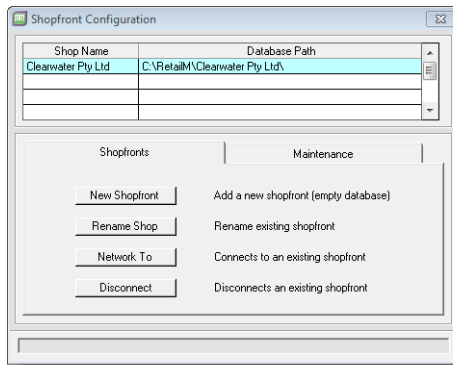 Shopfront Configuration
Shop Name Database Path
Clearwater Pty Ltd C:\RetailM\Clearwater Pty Ltd\
Shopfronts Maintenance
New Shopfront Add a new shopfront (empty database)
Rename Shop Rename existing shopfront
Network To Connects to an existing shopfront
Disconnect Disconnects an existing shopfront